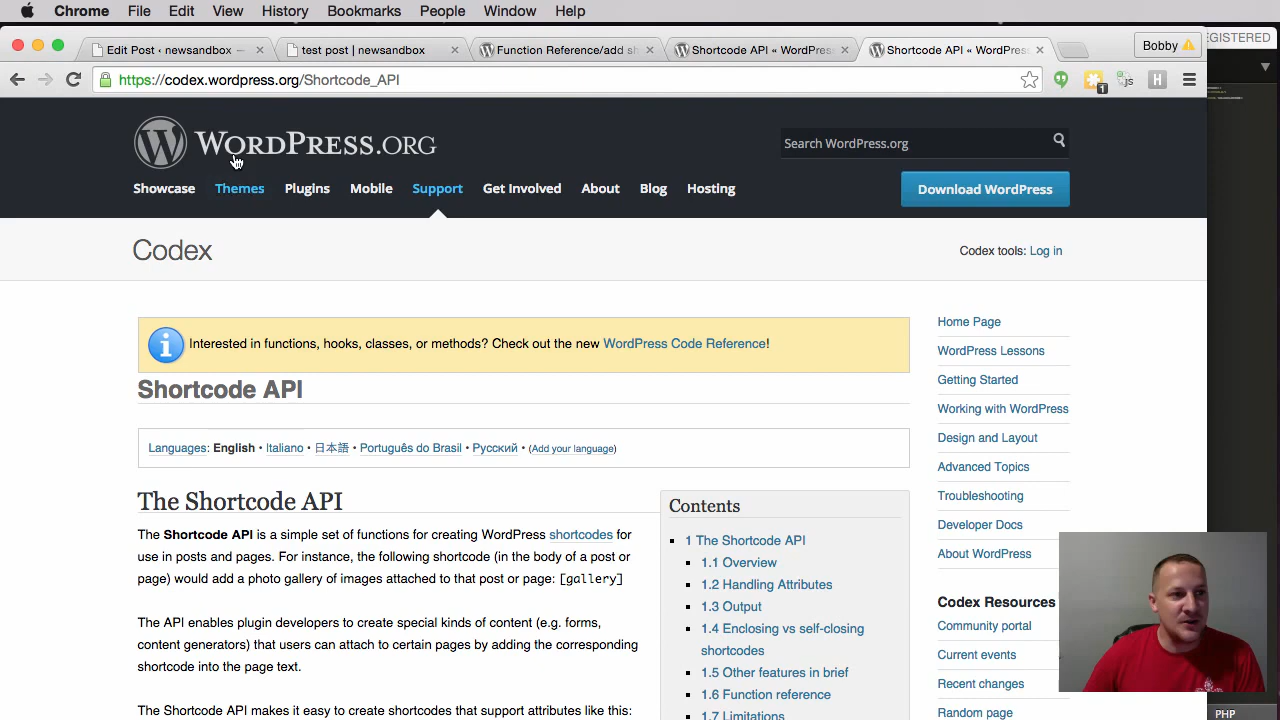 Chrome File Edit View History Bookmarks People Window Help
Edit Post ‹ newsandbox —
test post | newsandbox
Function Reference/add sh
Shortcode API « WordPress
Shortcode API « WordPress
Bobby
EGISTERED
https://codex.wordpress.org/Shortcode_API
1
js
H
WORDPRESS.ORG
Search WordPress.org
Showcase Themes Plugins Mobile Support Get Involved About Blog Hosting
Download WordPress
Codex
Codex tools: Log in
Interested in functions, hooks, classes, or methods? Check out the new WordPress Code Reference!
Shortcode API
Languages: English • Italiano • 日本語 • Português do Brasil • Русский • (Add your language)
The Shortcode API
The Shortcode API is a simple set of functions for creating WordPress shortcodes for
use in posts and pages. For instance, the following shortcode (in the body of a post or
page) would add a photo gallery of images attached to that post or page: [gallery]
The API enables plugin developers to create special kinds of content (e.g. forms,
content generators) that users can attach to certain pages by adding the corresponding
shortcode into the page text.
The Shortcode API makes it easy to create shortcodes that support attributes like this:
Contents
1 The Shortcode API
1.1 Overview
1.2 Handling Attributes
1.3 Output
1.4 Enclosing vs self-closing
shortcodes
1.5 Other features in brief
1.6 Function reference
1.7 Limitations
Home Page
WordPress Lessons
Getting Started
Working with WordPress
Design and Layout
Advanced Topics
Troubleshooting
Developer Docs
About WordPress
Codex Resources
Community portal
Current events
Recent changes
Random page
PHP